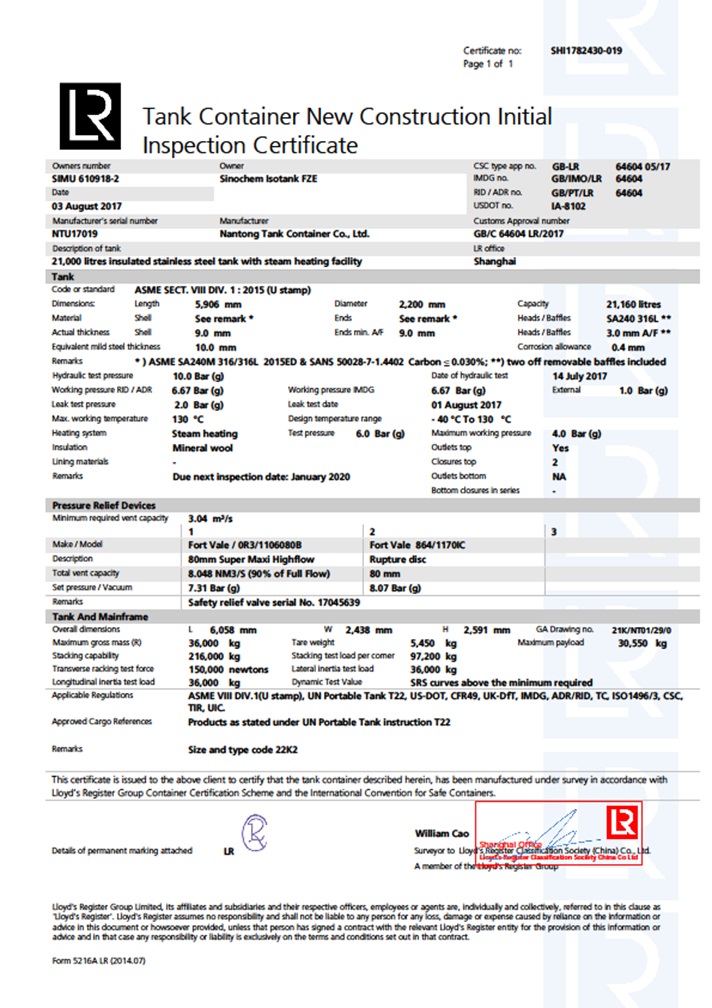 Certificate no: SHI1782430-019
Page 1 of 1
LR
Tank Container New Construction Initial
Inspection Certificate
Owners number Owner CSC type app no. GB-LR 64604 05/17
SIMU 610918-2 Sinochem Isotank FZE IMDG no. GB/IMO/LR 64604
Date RID / ADR no. GB/PT/LR 64604
03 August 2017 USDOT no. IA-8102
Manufacturer's serial number Manufacturer Customs Approval number
NTU17019 Nantong Tank Container Co., Ltd. GB/C 64604 LR/2017
Description of tank LR office
21,000 litres insulated stainless steel tank with steam heating facility Shanghai
Tank
Code or standard ASME SECT. VIII DIV. 1 : 2015 (U stamp)
Dimensions: Length 5,906 mm Diameter 2,200 mm Capacity 21,160 litres
Material Shell See remark * Ends See remark * Heads / Baffles SA240 316L **
Actual thickness Shell 9.0 mm Ends min. A/F 9.0 mm Heads / Baffles 3.0 mm A/F **
Equivalent mild steel thickness 10.0 mm Corrosion allowance 0.4 mm
Remarks * ) ASME SA240M 316/316L 2015ED & SANS 50028-7-1.4402 Carbon ≤ 0.030%; **) two off removable baffles included
Hydraulic test pressure 10.0 Bar (g) Date of hydraulic test 14 July 2017
Working pressure RID / ADR 6.67 Bar (g) Working pressure IMDG 6.67 Bar (g) External 1.0 Bar (g)
Leak test pressure 2.0 Bar (g) Leak test date 01 August 2017
Max. working temperature 130 °C Design temperature range - 40 °C To 130 °C
Heating system Steam heating Test pressure 6.0 Bar (g) Maximum working pressure 4.0 Bar (g)
Insulation Mineral wool Outlets top Yes
Lining materials - Closures top 2
Remarks Due next inspection date: January 2020 Outlets bottom NA
Bottom closures in series -
Pressure Relief Devices
Minimum required vent capacity 3.04 m³/s
1 2 3
Make / Model Fort Vale / 0R3/1106080B Fort Vale 864/1170IC
Description 80mm Super Maxi Highflow Rupture disc
Total vent capacity 8.048 NM3/S (90% of Full Flow) 80 mm
Set pressure / Vacuum 7.31 Bar (g) 8.07 Bar (g)
Remarks Safety relief valve serial No. 17045639
Tank And Mainframe
Overall dimensions L 6,058 mm W 2,438 mm H 2,591 mm GA Drawing no. 21K/NT01/29/0
Maximum gross mass (R) 36,000 kg Tare weight 5,450 kg Maximum payload 30,550 kg
Stacking capability 216,000 kg Stacking test load per corner 97,200 kg
Transverse racking test force 150,000 newtons Lateral inertia test load 36,000 kg
Longitudinal inertia test load 36,000 kg Dynamic Test Value SRS curves above the minimum required
Applicable Regulations ASME VIII DIV.1(U stamp), UN Portable Tank T22, US-DOT, CFR49, UK-DfT, IMDG, ADR/RID, TC, ISO1496/3, CSC,
TIR, UIC.
Approved Cargo References Products as stated under UN Portable Tank instruction T22
Remarks Size and type code 22K2
This certificate is issued to the above client to certify that the tank container described herein, has been manufactured under survey in accordance with
Lloyd's Register Group Container Certification Scheme and the International Convention for Safe Containers.
LR
William Cao
Shanghai Office
Details of permanent marking attached LR Surveyor to Lloyd's Register Classification Society (China) Co., Ltd.
Lloyd's Register Classification Society China Co Ltd
A member of the Lloyd's Register Group
Lloyd's Register Group Limited, its affiliates and subsidiaries and their respective officers, employees or agents are, individually and collectively, referred to in this clause as
'Lloyd's Register'. Lloyd's Register assumes no responsibility and shall not be liable to any person for any loss, damage or expense caused by reliance on the information or
advice in this document or howsoever provided, unless that person has signed a contract with the relevant Lloyd's Register entity for the provision of this information or
advice and in that case any responsibility or liability is exclusively on the terms and conditions set out in that contract.
Form 5216A LR (2014.07)